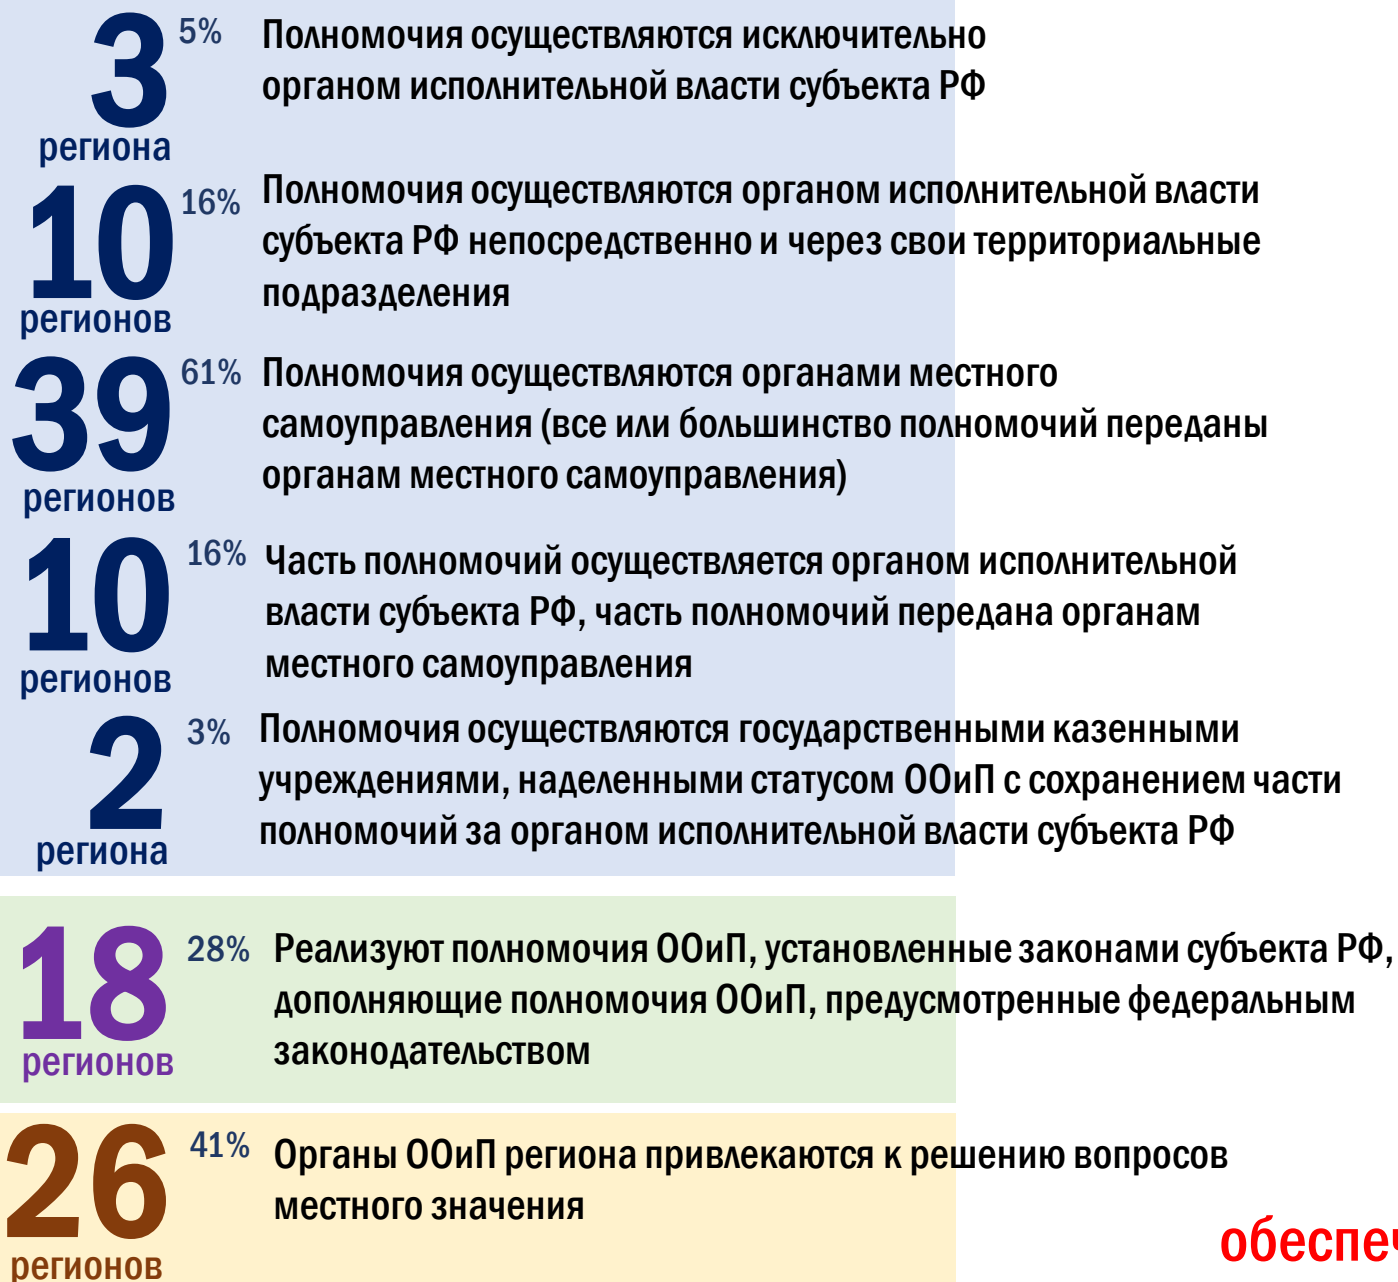 3 5% Полномочия осуществляются исключительно
органом исполнительной власти субъекта РФ
региона
10 16% Полномочия осуществляются органом исполнительной власти
субъекта РФ непосредственно и через свои территориальные
подразделения
регионов
39 61% Полномочия осуществляются органами местного
самоуправления (все или большинство полномочий переданы
органам местного самоуправления)
регионов
10 16% Часть полномочий осуществляется органом исполнительной
власти субъекта РФ, часть полномочий передана органам
местного самоуправления
регионов
2 3% Полномочия осуществляются государственными казенными
учреждениями, наделенными статусом ООиП с сохранением части
полномочий за органом исполнительной власти субъекта РФ
региона
18 28% Реализуют полномочия ООиП, установленные законами субъекта РФ,
дополняющие полномочия ООиП, предусмотренные федеральным
законодательством
регионов
26 41% Органы ООиП региона привлекаются к решению вопросов
местного значения
регионов